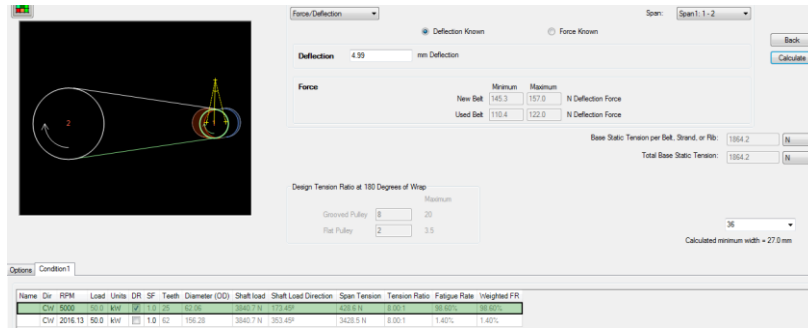 Force/Deflection Span: Span1: 1 - 2
Deflection Known Force Known
Back
Deflection 4.99 mm Deflection
Calculate
Force Minimum Maximum
New Belt 145.3 157.0 N Deflection Force
Used Belt 110.4 122.0 N Deflection Force
2
Base Static Tension per Belt, Strand, or Rib: 1864.2 N
Total Base Static Tension: 1864.2 N
Design Tension Ratio at 180 Degrees of Wrap
Maximum
Grooved Pulley 8 20
Flat Pulley 2 3.5
36
Calculated minimum width = 27.0 mm
Options Condition1
Name Dir RPM Load Units DR SF Teeth Diameter (OD) Shaft load Shaft Load Direction Span Tension Tension Ratio Fatigue Rate Weighted FR
CW 5000 50.0 kW 1.0 25 62.06 3840.7 N 173.45º 428.6 N 8.00:1 98.60% 98.60%
CW 2016.13 50.0 kW 1.0 62 156.28 3840.7 N 353.45º 3428.5 N 8.00:1 1.40% 1.40%